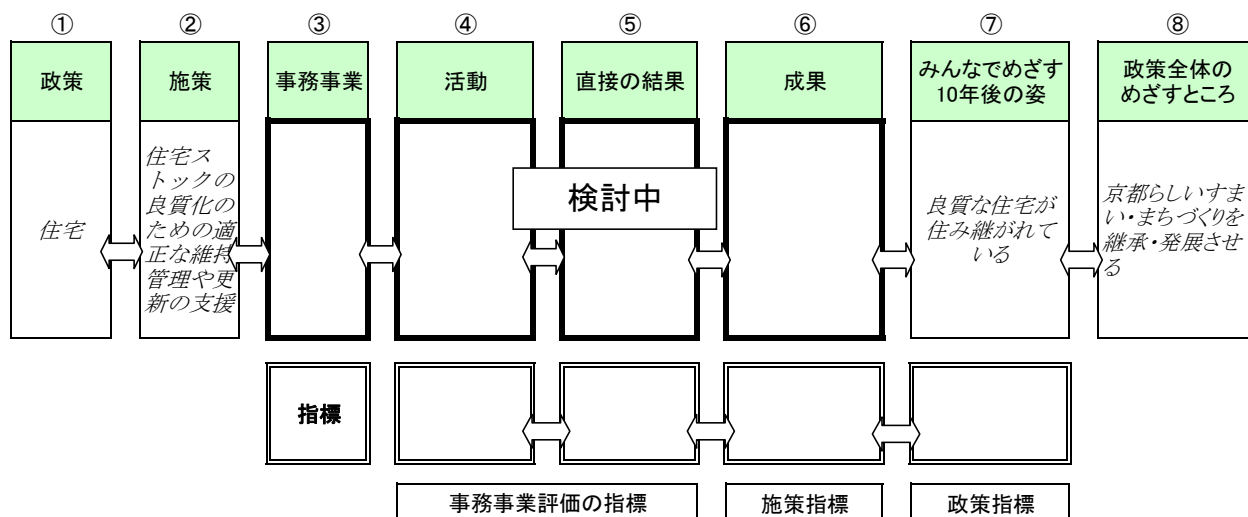 ①
②
③
④
⑤
⑥
⑦
⑧
政策
施策
事務事業
活動
直接の結果
成果
みんなでめざす
10年後の姿
政策全体の
めざすところ
住宅
住宅ス
トックの
良質化の
ための適
正な維持
管理や更
新の支援
検討中
良質な住宅が
住み継がれて
いる
京都らしいすま
い・まちづくりを
継承・発展させ
る
指標
事務事業評価の指標
施策指標
政策指標